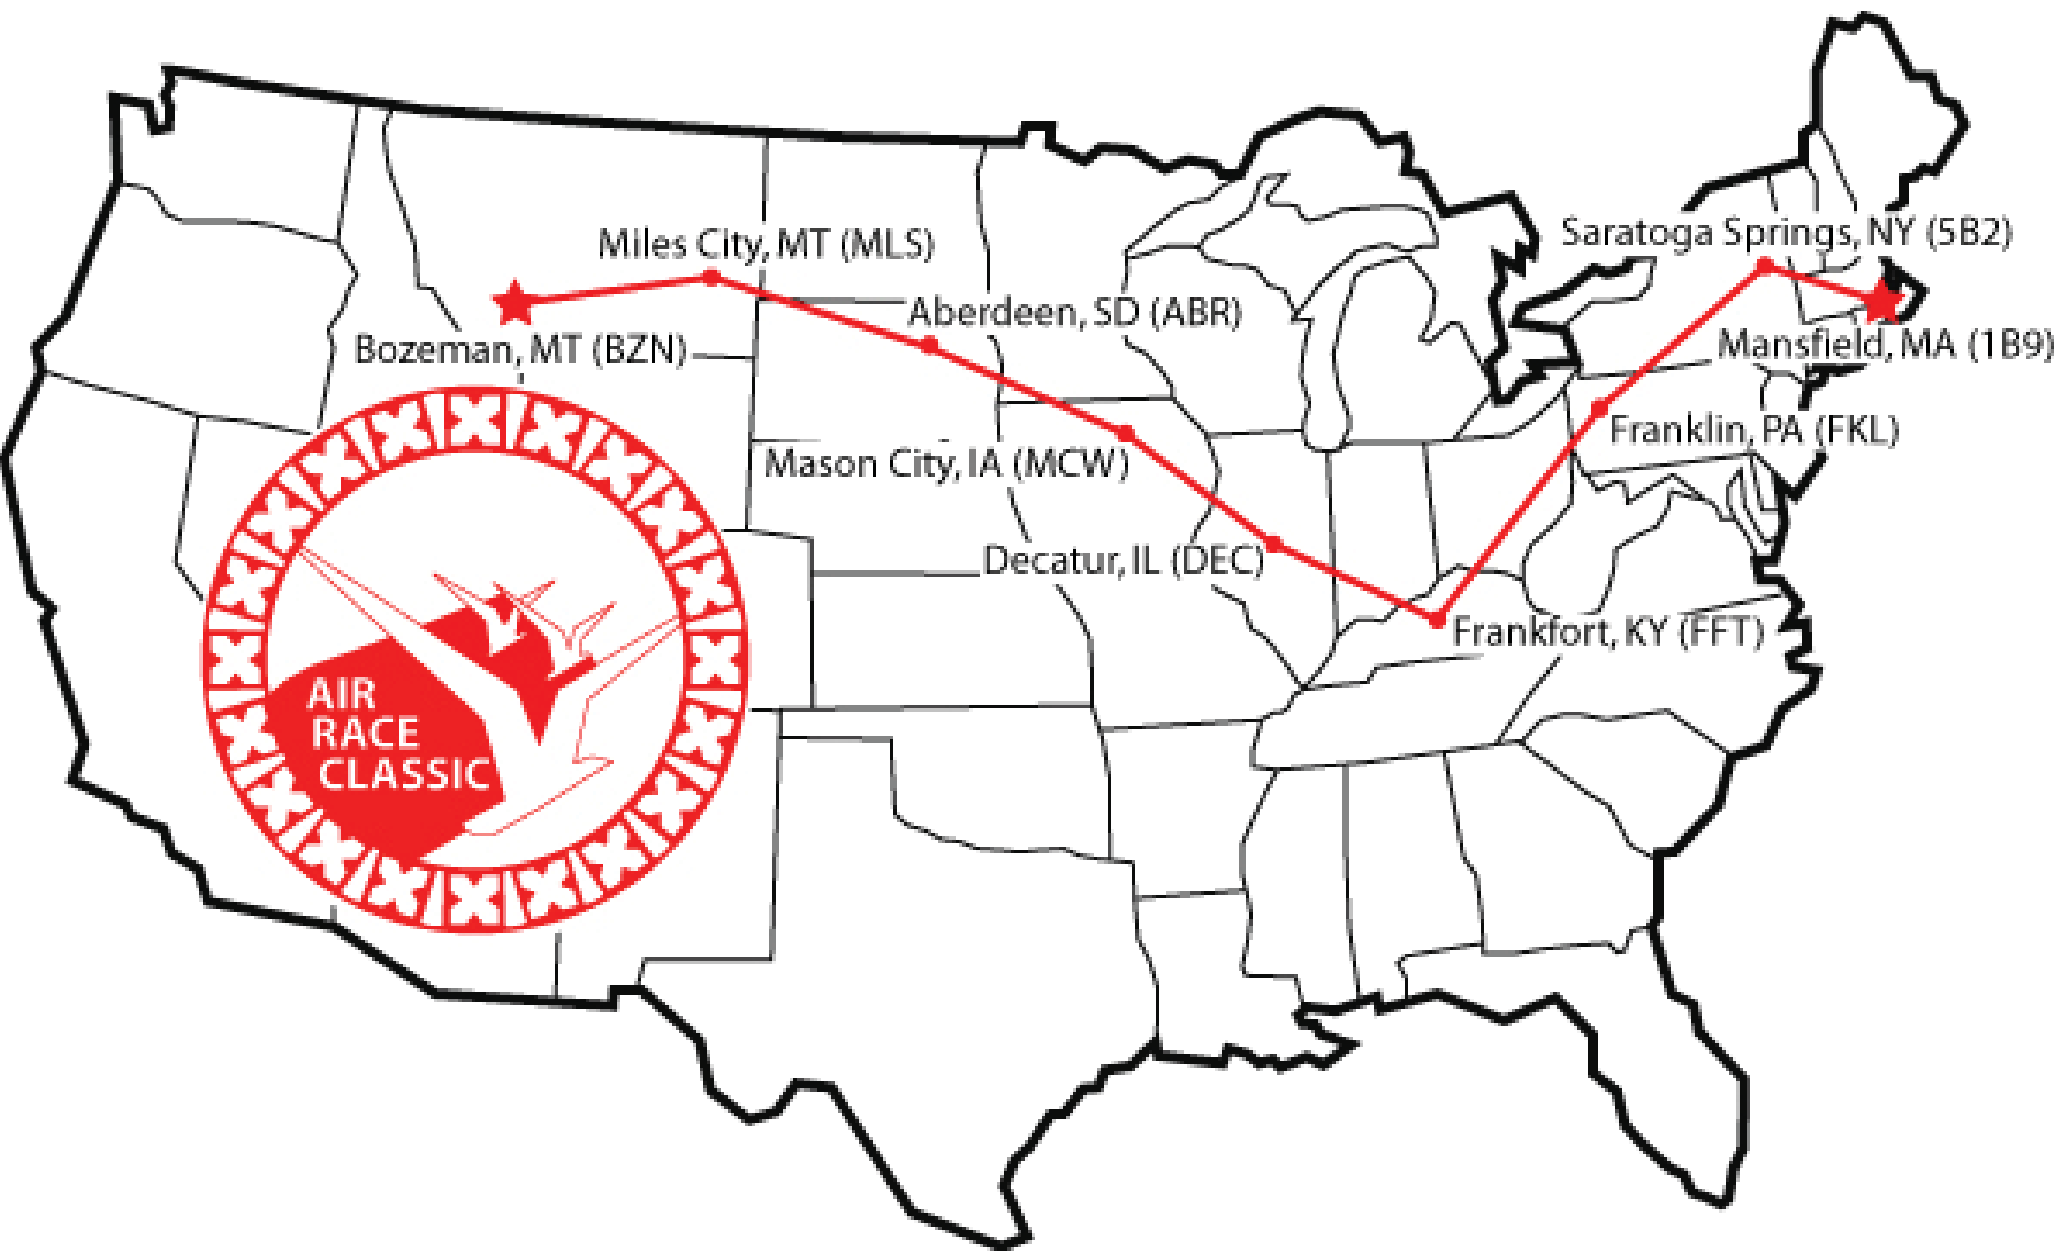 Saratoga Springs, NY (5B2)
Miles City, MT (MLS)
Aberdeen, SD (ABR)
Bozeman, MT (BZN)
Mansfield, MA (1B9)
Franklin, PA (FKL)
Mason City, IA (MCW)
Decatur, IL (DEC)
Frankfort, KY (FFT)
AIR
RACE
CLASSIC